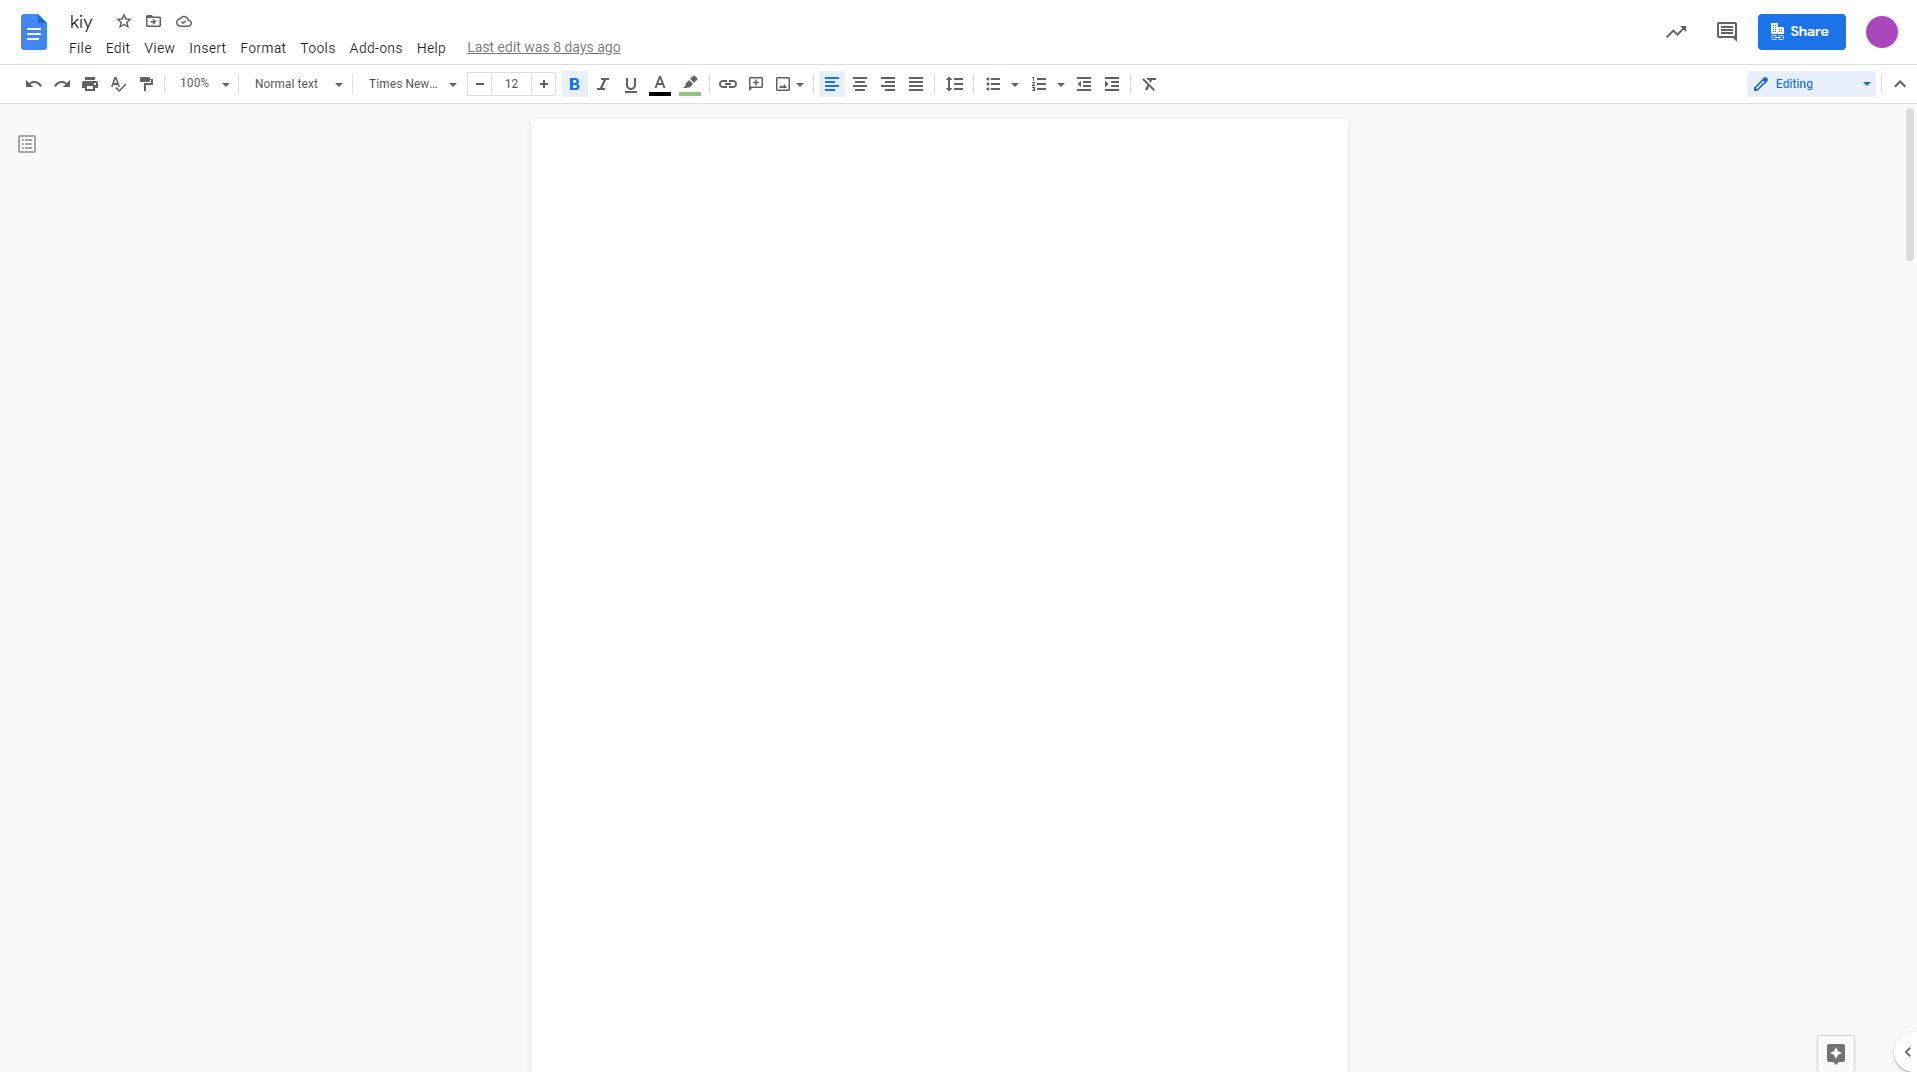 kiy
File Edit View Insert Format Tools Add-ons Help Last edit was 8 days ago
Share
100% Normal text Times New... 12 B I U A Editing